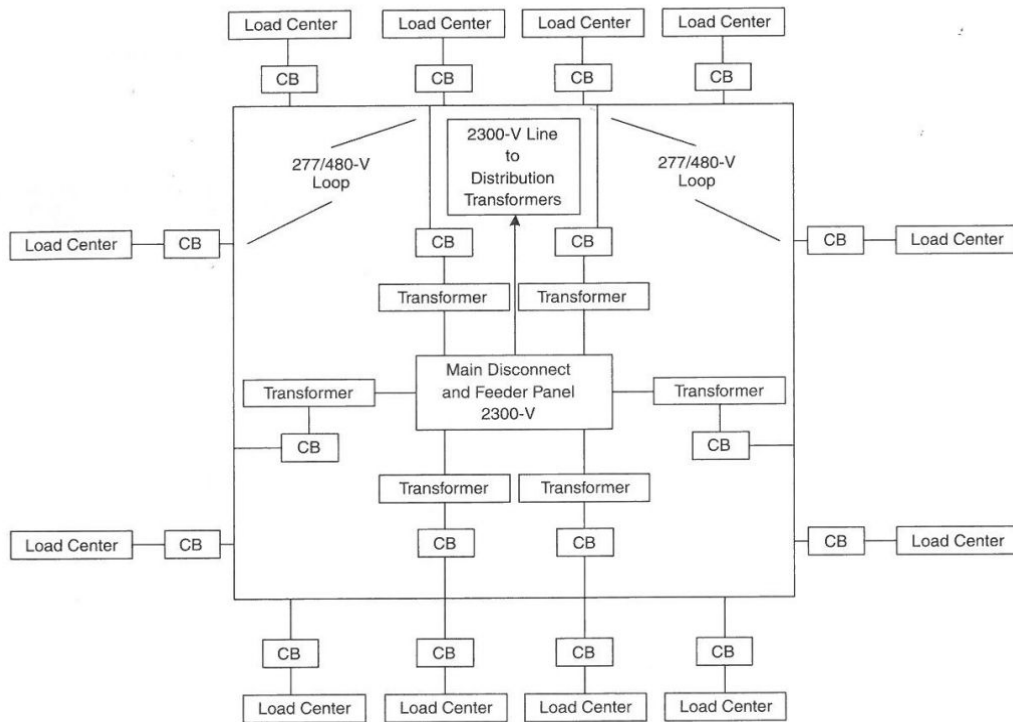 Load Center
Load Center
Load Center
Load Center
CB
CB
CB
CB
2300-V Line
to
Distribution
Transformers
277/480-V
Loop
277/480-V
Loop
Load Center
CB
CB
CB
CB
Load Center
Transformer
Transformer
Main Disconnect
and Feeder Panel
2300-V
Transformer
Transformer
CB
CB
Transformer
Transformer
Load Center
CB
CB
CB
CB
Load Center
CB
CB
CB
CB
Load Center
Load Center
Load Center
Load Center